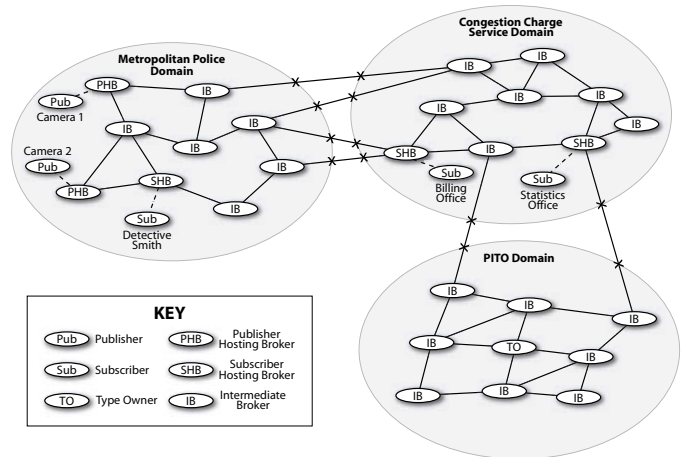 Congestion Charge
Service Domain
Metropolitan Police
Domain
PHB
IB
IB
IB
IB
IB
IB
Pub
Camera 1
IB
IB
IB
IB
IB
Camera 2
Pub
PHB
SHB
IB
IB
Sub
Detective
Smith
SHB
IB
SHB
Sub
Billing
Office
Sub
Statistics
Office
PITO Domain
IB
IB
IB
IB
TO
IB
IB
IB
IB
KEY
Pub Publisher
PHB Publisher
Hosting Broker
Sub Subscriber
SHB Subscriber
Hosting Broker
TO Type Owner
IB Intermediate
Broker